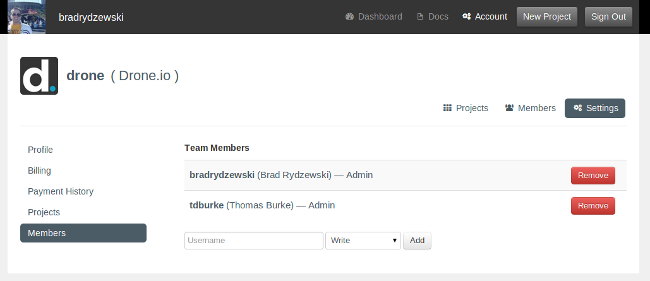 bradrydzewski Dashboard Docs Account New Project Sign Out
d. drone ( Drone.io )
Projects Members Settings
Profile
Billing
Payment History
Projects
Members
Team Members
bradrydzewski (Brad Rydzewski) — Admin Remove
tdburke (Thomas Burke) — Admin Remove
Username Write Add